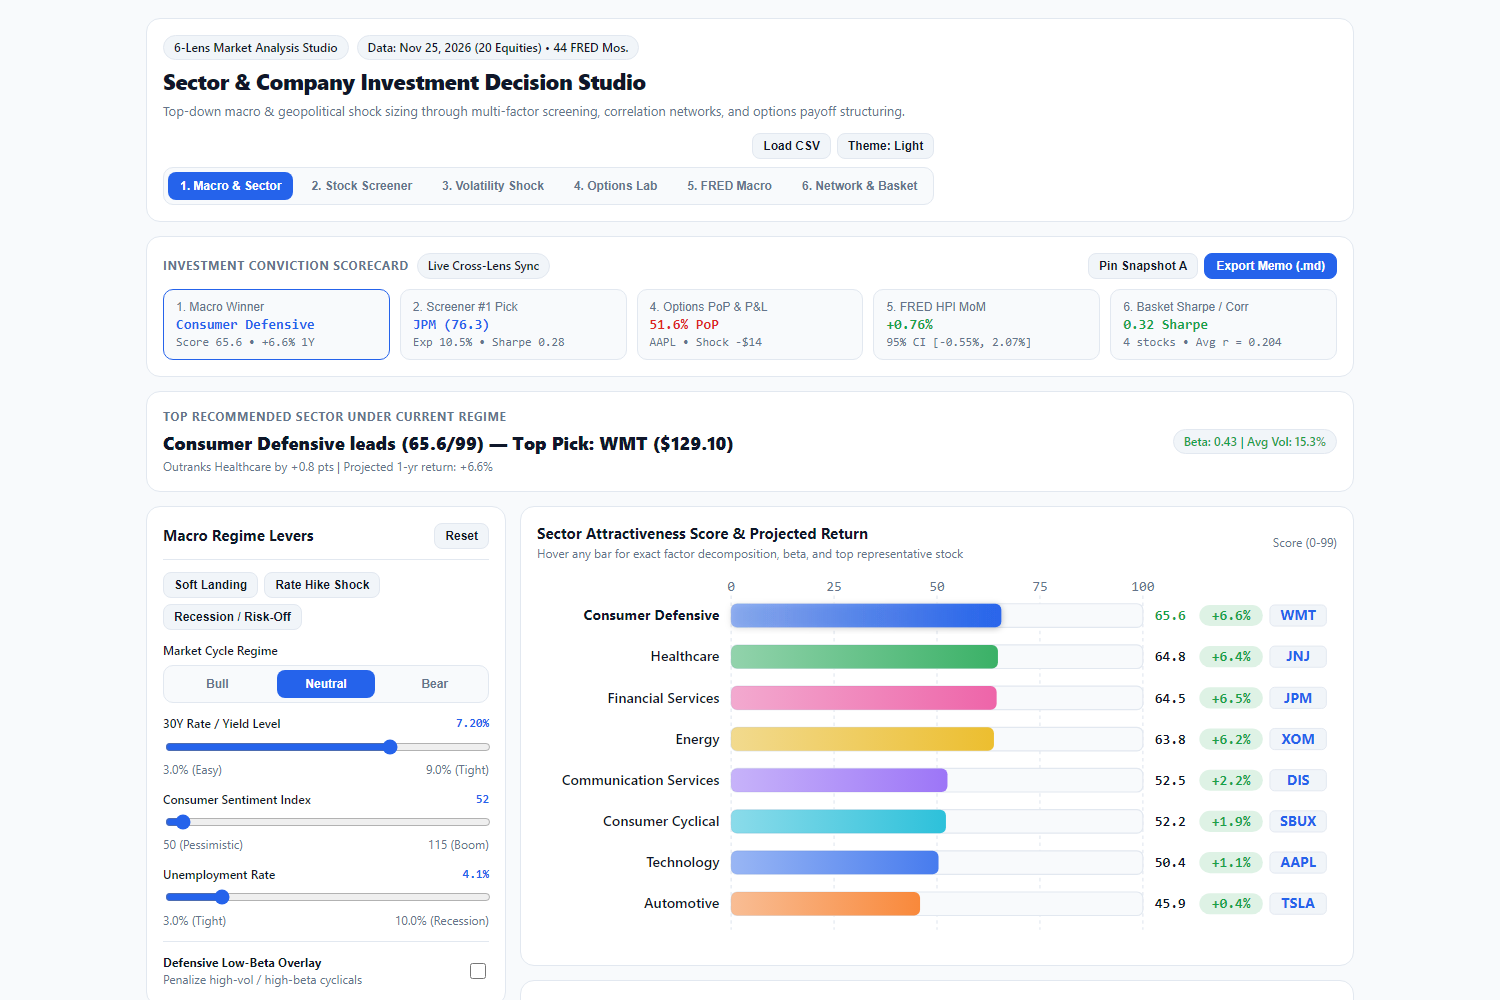 6-Lens Market Analysis Studio
Data: Nov 25, 2026 (20 Equities) • 44 FRED Mos.
Sector & Company Investment Decision Studio
Top-down macro & geopolitical shock sizing through multi-factor screening, correlation networks, and options payoff structuring.
Load CSV
Theme: Light
1. Macro & Sector
2. Stock Screener
3. Volatility Shock
4. Options Lab
5. FRED Macro
6. Network & Basket
INVESTMENT CONVICTION SCORECARD
Live Cross-Lens Sync
Pin Snapshot A
Export Memo (.md)
1. Macro Winner
Consumer Defensive
Score 65.6 • +6.6% 1Y
2. Screener #1 Pick
JPM (76.3)
Exp 10.5% • Sharpe 0.28
4. Options PoP & P&L
51.6% PoP
AAPL • Shock -$14
5. FRED HPI MoM
+0.76%
95% CI [-0.55%, 2.07%]
6. Basket Sharpe / Corr
0.32 Sharpe
4 stocks • Avg r = 0.204
TOP RECOMMENDED SECTOR UNDER CURRENT REGIME
Consumer Defensive leads (65.6/99) — Top Pick: WMT ($129.10)
Outranks Healthcare by +0.8 pts | Projected 1-yr return: +6.6%
Beta: 0.43 | Avg Vol: 15.3%
Macro Regime Levers
Reset
Soft Landing
Rate Hike Shock
Recession / Risk-Off
Market Cycle Regime
Bull
Neutral
Bear
30Y Rate / Yield Level
7.20%
3.0% (Easy)
9.0% (Tight)
Consumer Sentiment Index
52
50 (Pessimistic)
115 (Boom)
Unemployment Rate
4.1%
3.0% (Tight)
10.0% (Recession)
Defensive Low-Beta Overlay
Penalize high-vol / high-beta cyclicals
Sector Attractiveness Score & Projected Return
Hover any bar for exact factor decomposition, beta, and top representative stock
Score (0-99)
0 25 50 75 100
Consumer Defensive 65.6 +6.6% WMT
Healthcare 64.8 +6.4% JNJ
Financial Services 64.5 +6.5% JPM
Energy 63.8 +6.2% XOM
Communication Services 52.5 +2.2% DIS
Consumer Cyclical 52.2 +1.9% SBUX
Technology 50.4 +1.1% AAPL
Automotive 45.9 +0.4% TSLA